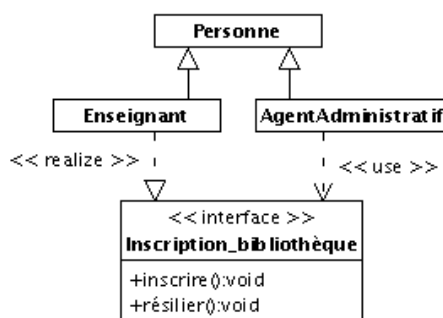 Personne
Enseignant
AgentAdministratif
<< realize >>
<< use >>
<< interface >>
Inscription_bibliothèque
+inscrire():void
+résilier():void